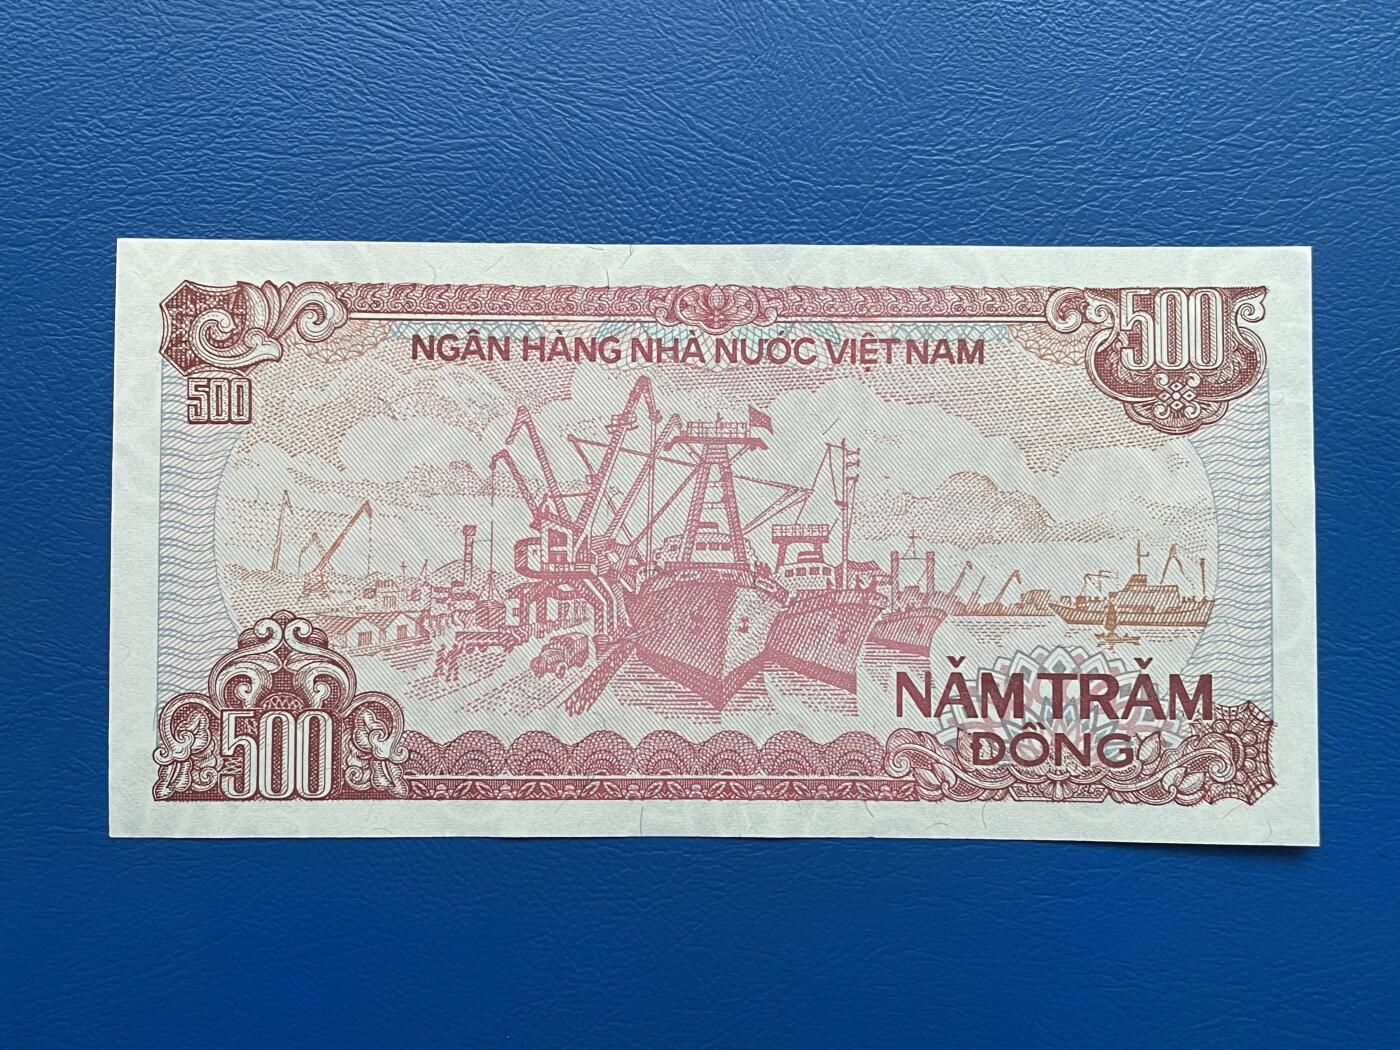 500
NGÂN HÀNG NHÀ NƯỚC VIỆT NAM
500
500
NĂM TRĂM
ĐỒNG